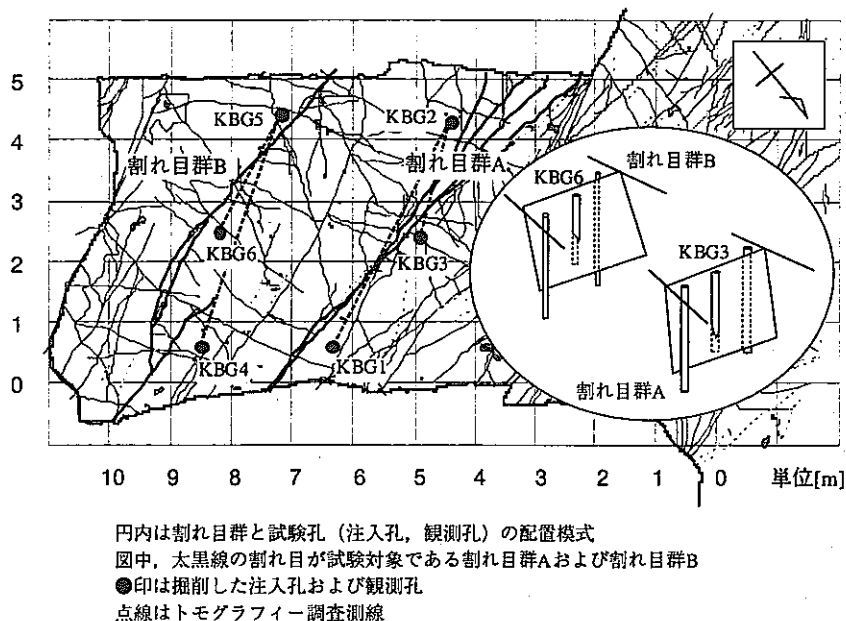 5
4
3
2
1
0
KBG5
KBG2
割れ目群B
割れ目群A
KBG6
KBG3
KBG4
KBG1
割れ目群B
KBG6
KBG3
割れ目群A
10 9 8 7 6 5 4 3 2 1 0 単位[m]
円内は割れ目群と試験孔(注入孔,観測孔)の配置模式
図中,太黒線の割れ目が試験対象である割れ目群Aおよび割れ目群B
●印は掘削した注入孔および観測孔
点線はトモグラフィー調査測線